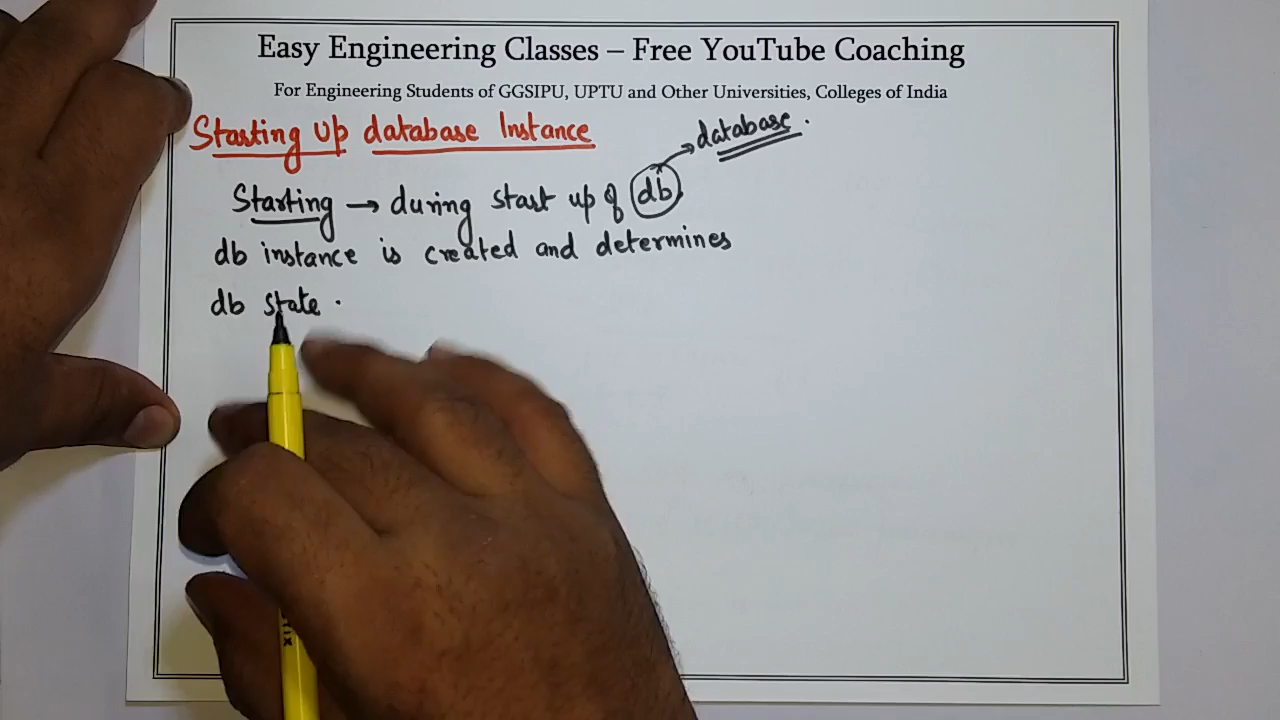 Easy Engineering Classes – Free YouTube Coaching
For Engineering Students of GGSIPU, UPTU and Other Universities, Colleges of India
Starting Up database Instance
database.
Starting → during start up of db
db instance is created and determines
db state.